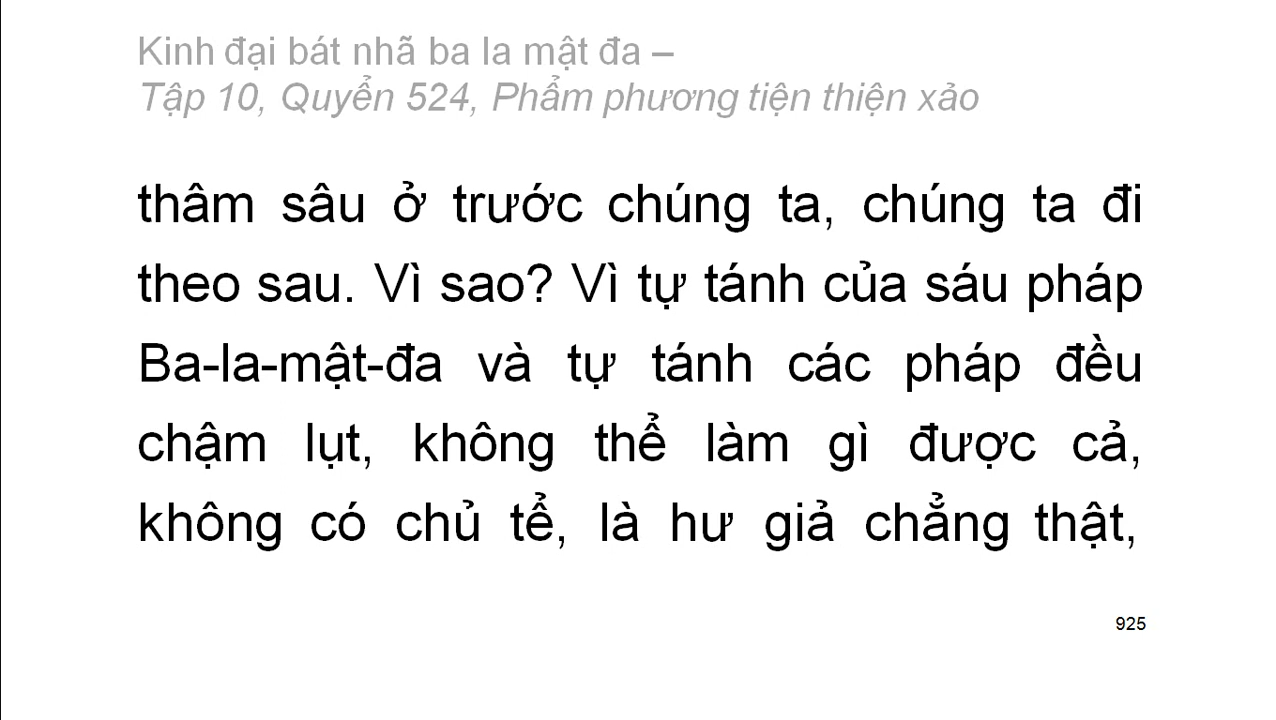 Kinh đại bát nhã ba la mật đa –
Tập 10, Quyển 524, Phẩm phương tiện thiện xảo
thâm sâu ở trước chúng ta, chúng ta đi
theo sau. Vì sao? Vì tự tánh của sáu pháp
Ba-la-mật-đa và tự tánh các pháp đều
chậm lụt, không thể làm gì được cả,
không có chủ tể, là hư giả chẳng thật,
925